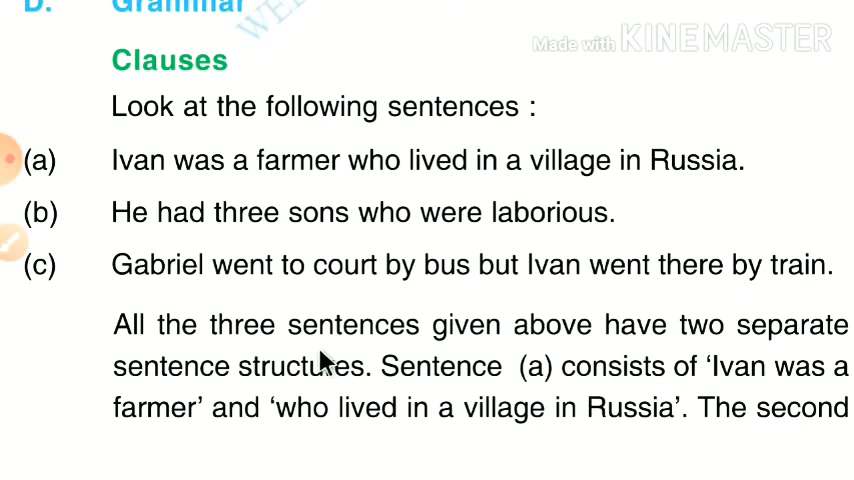 D. Grammar
Made with KINEMASTER
Clauses
Look at the following sentences :
(a) Ivan was a farmer who lived in a village in Russia.
(b) He had three sons who were laborious.
(c) Gabriel went to court by bus but Ivan went there by train.
All the three sentences given above have two separate
sentence structures. Sentence (a) consists of ‘Ivan was a
farmer’ and ‘who lived in a village in Russia’. The second